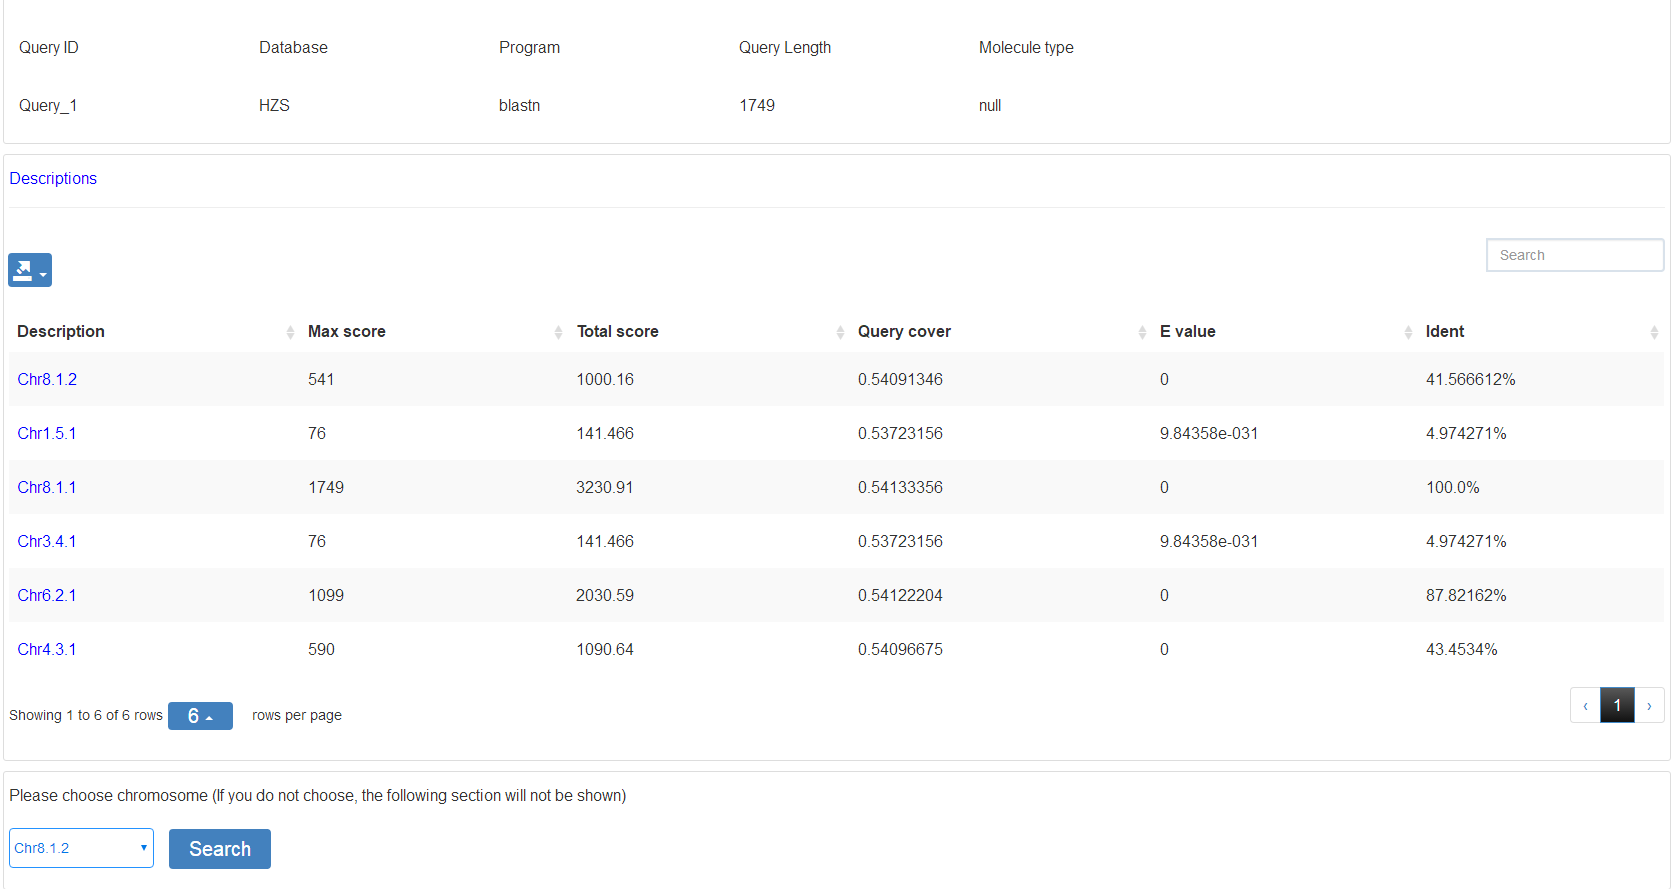 Query ID Database Program Query Length Molecule type
Query_1 HZS blastn 1749 null
Descriptions
Search
Description Max score Total score Query cover E value Ident
Chr8.1.2 541 1000.16 0.54091346 0 41.566612%
Chr1.5.1 76 141.466 0.53723156 9.84358e-031 4.974271%
Chr8.1.1 1749 3230.91 0.54133356 0 100.0%
Chr3.4.1 76 141.466 0.53723156 9.84358e-031 4.974271%
Chr6.2.1 1099 2030.59 0.54122204 0 87.82162%
Chr4.3.1 590 1090.64 0.54096675 0 43.4534%
Showing 1 to 6 of 6 rows 6 rows per page ‹ 1 ›
Please choose chromosome (If you do not choose, the following section will not be shown)
Chr8.1.2 Search